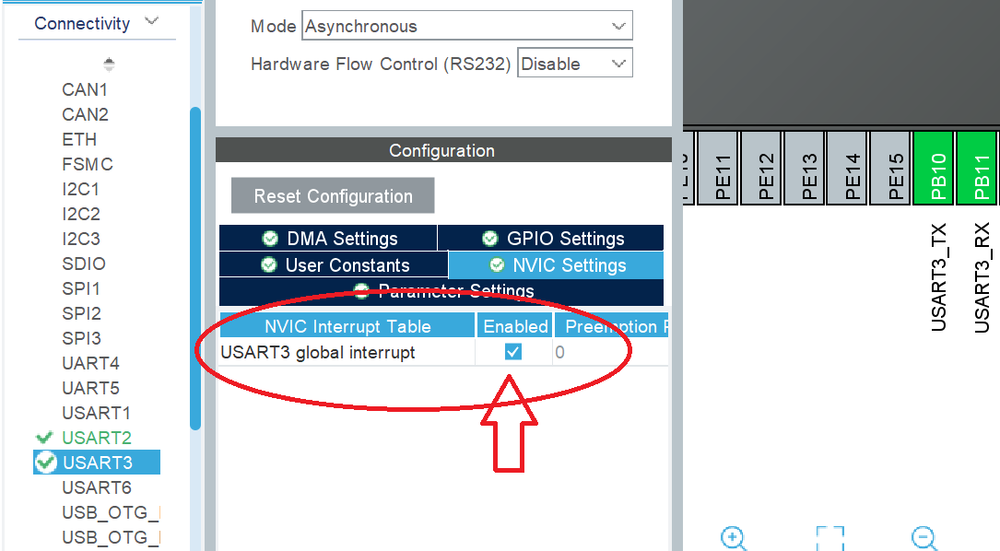 Connectivity
CAN1
CAN2
ETH
FSMC
I2C1
I2C2
I2C3
SDIO
SPI1
SPI2
SPI3
UART4
UART5
USART1
USART2
USART3
USART6
USB_OTG_
USB_OTG_
Mode Asynchronous
Hardware Flow Control (RS232) Disable
Configuration
Reset Configuration
DMA Settings GPIO Settings
User Constants NVIC Settings
Parameter Settings
NVIC Interrupt Table Enabled Preemption
USART3 global interrupt 0
PE11
PE12
PE13
PE14
PE15
PB10
PB11
USART3_TX
USART3_RX